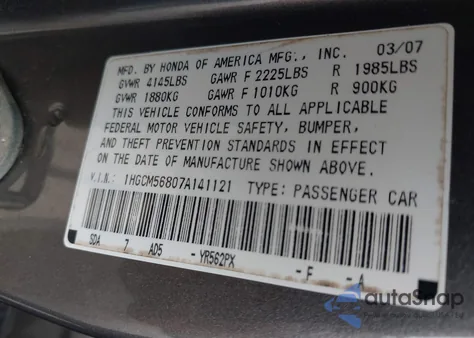 MFD. BY HONDA OF AMERICA MFG., INC. 03/07
GVWR 4145LBS GAWR F 2225LBS R 1985LBS
GVWR 1880KG GAWR F 1010KG R 900KG
THIS VEHICLE CONFORMS TO ALL APPLICABLE
FEDERAL MOTOR VEHICLE SAFETY, BUMPER,
AND THEFT PREVENTION STANDARDS IN EFFECT
ON THE DATE OF MANUFACTURE SHOWN ABOVE.
V.I.N.: 1HGCM56807A141121 TYPE: PASSENGER CAR
SDA 7 AD5 - YR562PX - F - A
autaSnap